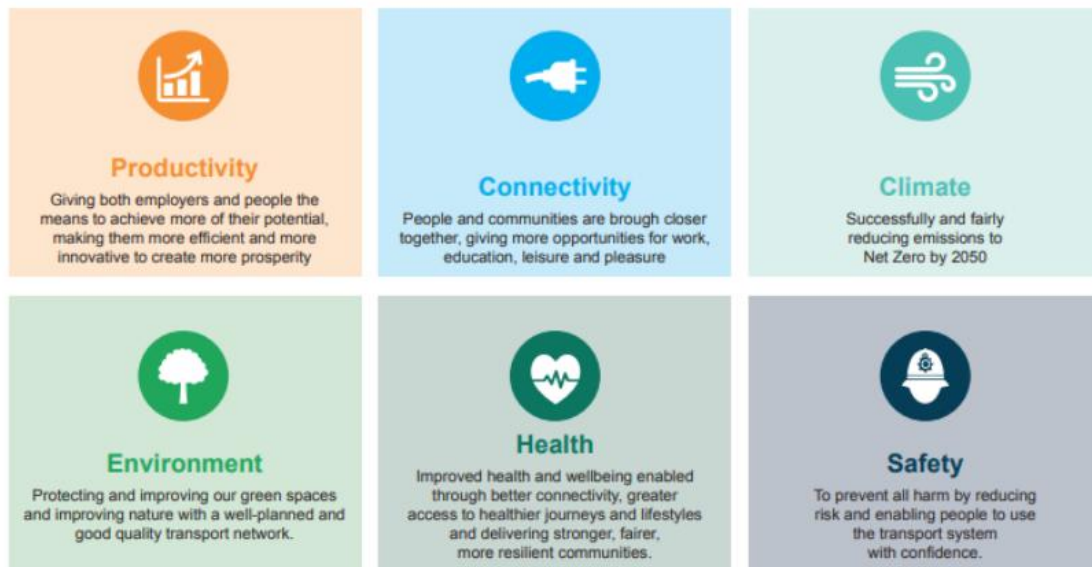 Productivity
Giving both employers and people the
means to achieve more of their potential,
making them more efficient and more
innovative to create more prosperity
Connectivity
People and communities are brough closer
together, giving more opportunities for work,
education, leisure and pleasure
Climate
Successfully and fairly
reducing emissions to
Net Zero by 2050
Environment
Protecting and improving our green spaces
and improving nature with a well-planned and
good quality transport network.
Health
Improved health and wellbeing enabled
through better connectivity, greater
access to healthier journeys and lifestyles
and delivering stronger, fairer,
more resilient communities.
Safety
To prevent all harm by reducing
risk and enabling people to use
the transport system
with confidence.